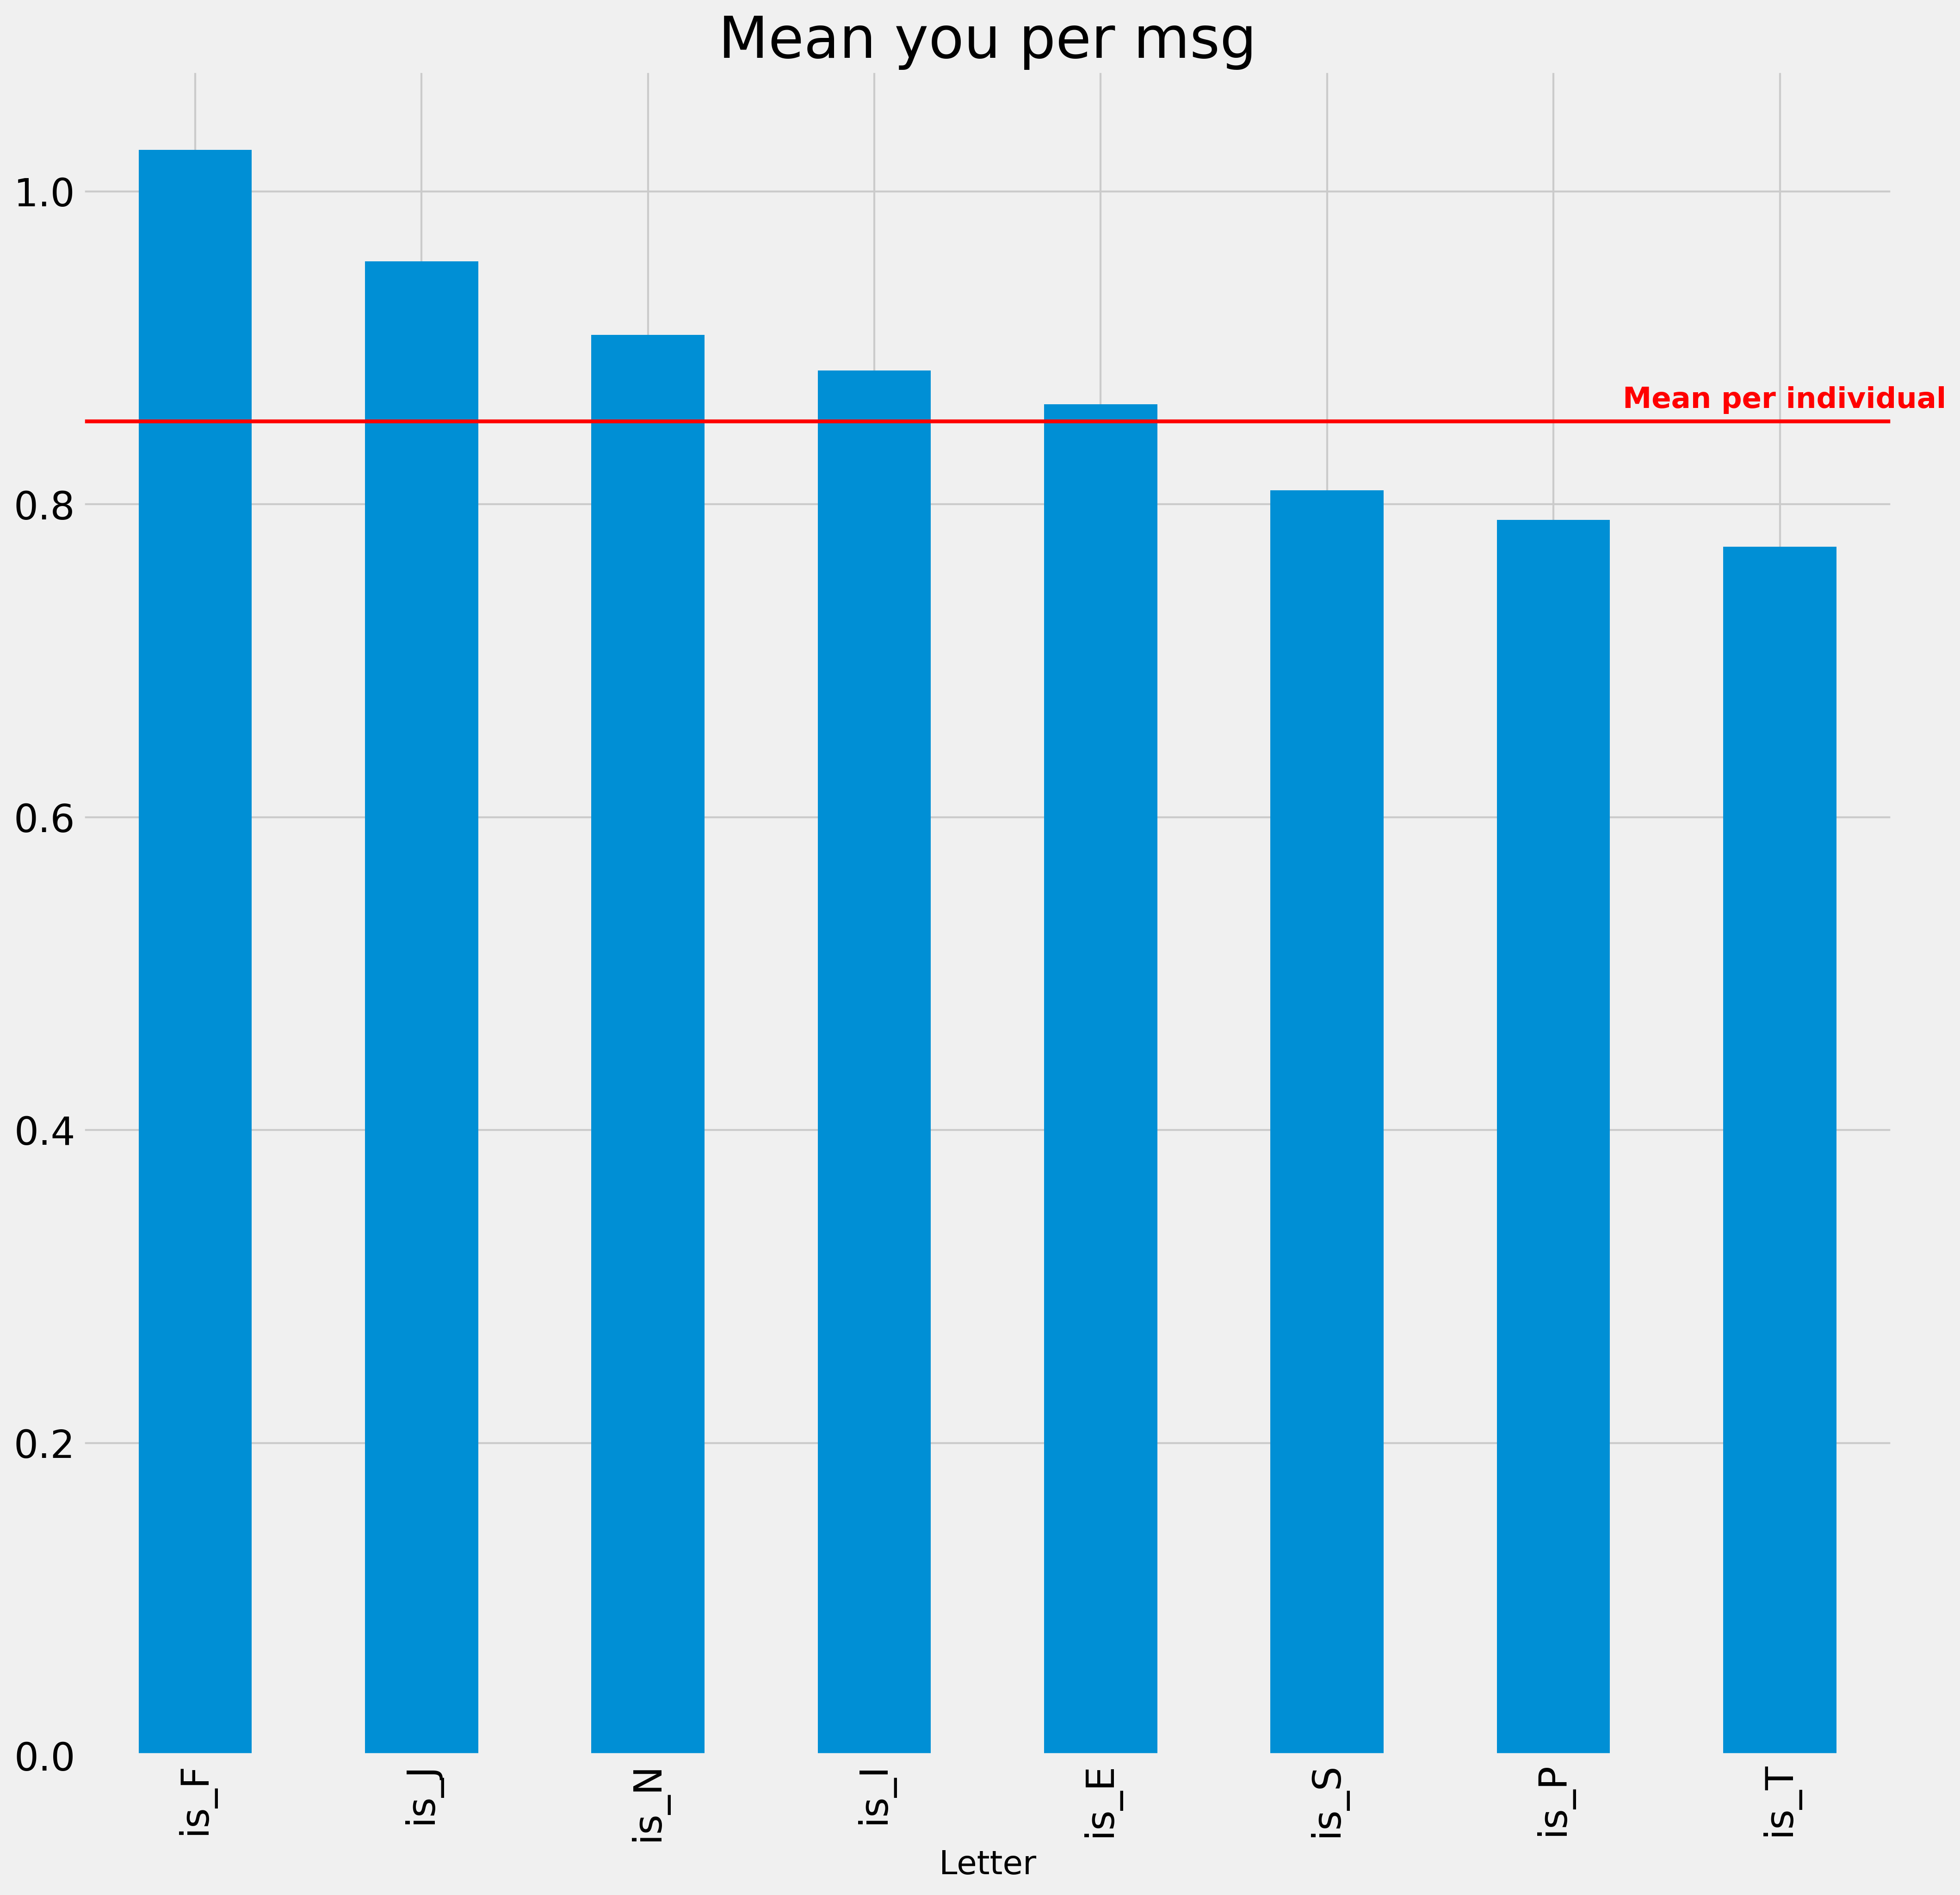 Mean you per msg
1.0
0.8
0.6
0.4
0.2
0.0
Mean per individual
is_F
is_J
is_N
is_I
is_E
is_S
is_P
is_T
Letter